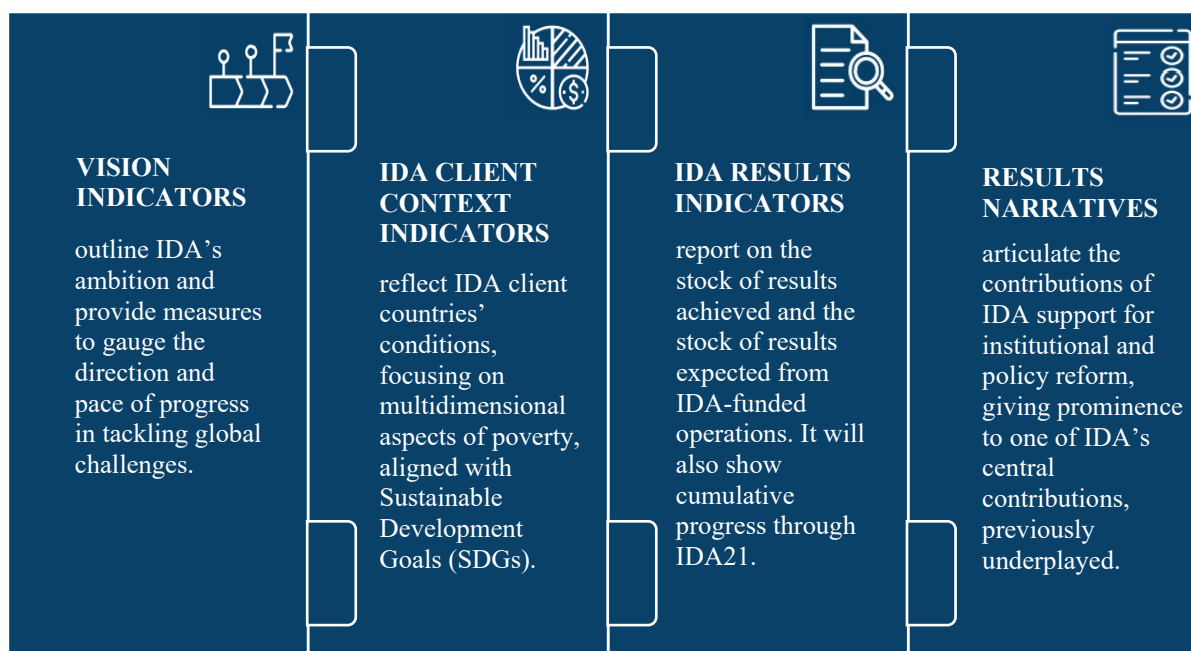 VISION
INDICATORS
outline IDA’s
ambition and
provide measures
to gauge the
direction and
pace of progress
in tackling global
challenges.
IDA CLIENT
CONTEXT
INDICATORS
reflect IDA client
countries’
conditions,
focusing on
multidimensional
aspects of poverty,
aligned with
Sustainable
Development
Goals (SDGs).
IDA RESULTS
INDICATORS
report on the
stock of results
achieved and the
stock of results
expected from
IDA-funded
operations. It will
also show
cumulative
progress through
IDA21.
RESULTS
NARRATIVES
articulate the
contributions of
IDA support for
institutional and
policy reform,
giving prominence
to one of IDA’s
central
contributions,
previously
underplayed.